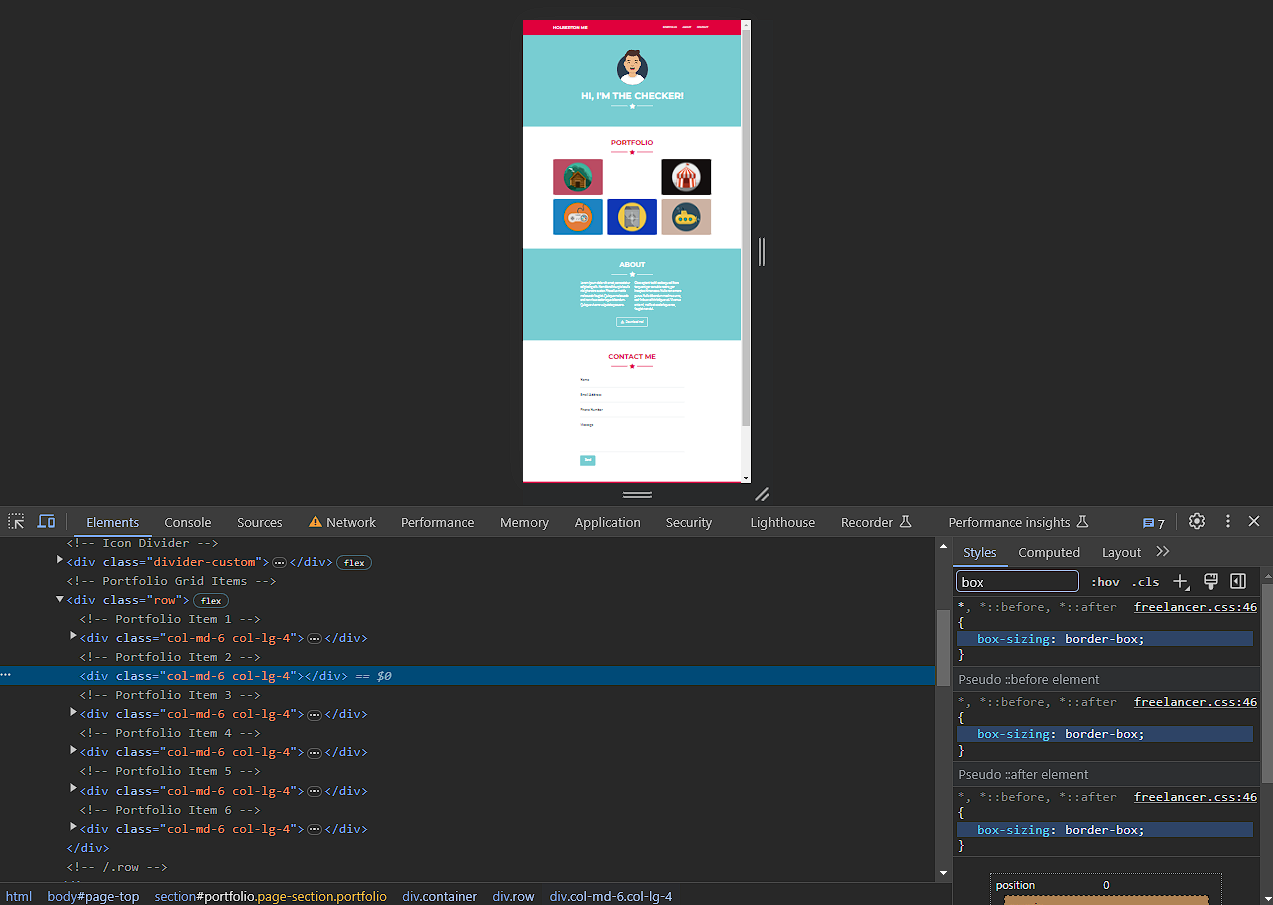 HOLBERTON ME
PORTFOLIO ABOUT CONTACT
HI, I'M THE CHECKER!
PORTFOLIO
ABOUT
CONTACT ME
Name
Email Address
Phone Number
Message
Send
Elements Console Sources Network Performance Memory Application Security Lighthouse Recorder Performance insights 7
<!-- Icon Divider -->
<div class="divider-custom"> </div> flex
<!-- Portfolio Grid Items -->
<div class="row"> flex
<!-- Portfolio Item 1 -->
<div class="col-md-6 col-lg-4"> </div>
<!-- Portfolio Item 2 -->
<div class="col-md-6 col-lg-4"></div> == $0
<!-- Portfolio Item 3 -->
<div class="col-md-6 col-lg-4"> </div>
<!-- Portfolio Item 4 -->
<div class="col-md-6 col-lg-4"> </div>
<!-- Portfolio Item 5 -->
<div class="col-md-6 col-lg-4"> </div>
<!-- Portfolio Item 6 -->
<div class="col-md-6 col-lg-4"> </div>
</div>
<!-- /.row -->
html body#page-top section#portfolio.page-section.portfolio div.container div.row div.col-md-6.col-lg-4
Styles Computed Layout
box :hov .cls
*, *::before, *::after freelancer.css:46
{
box-sizing: border-box;
}
Pseudo ::before element
*, *::before, *::after freelancer.css:46
{
box-sizing: border-box;
}
Pseudo ::after element
*, *::before, *::after freelancer.css:46
{
box-sizing: border-box;
}
position 0